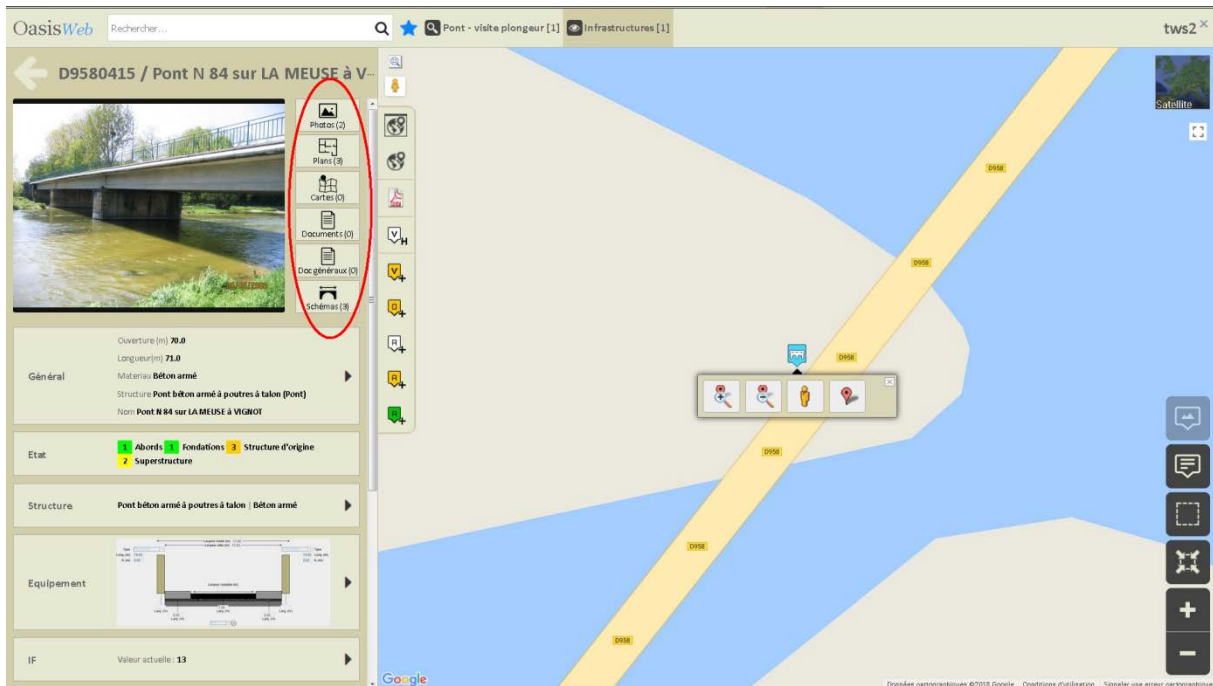 OasisWeb
Rechercher...
Pont - visite plongeur [1]
Infrastructures [1]
tws2
D9580415 / Pont N 84 sur LA MEUSE à V...
Photos (2)
Plans (3)
Cartes (0)
Documents (0)
Doc généraux (0)
Schémas (3)
Général
Ouverture (m) 70.0
Longueur(m) 71.0
Materiau Béton armé
Structure Pont béton armé à poutres à talon (Pont)
Nom Pont N 84 sur LA MEUSE à VIGNOT
Etat
1 Abords 1 Fondations 3 Structure d'origine
2 Superstructure
Structure
Pont béton armé à poutres à talon | Béton armé
Equipement
IF
Valeur actuelle : 13
V H
V
D
A
A
R
Satellite
D958
D958
D958
D958
D958
D958
Google
Données cartographiques ©2018 Google Conditions d'utilisation Signaler une erreur cartographique